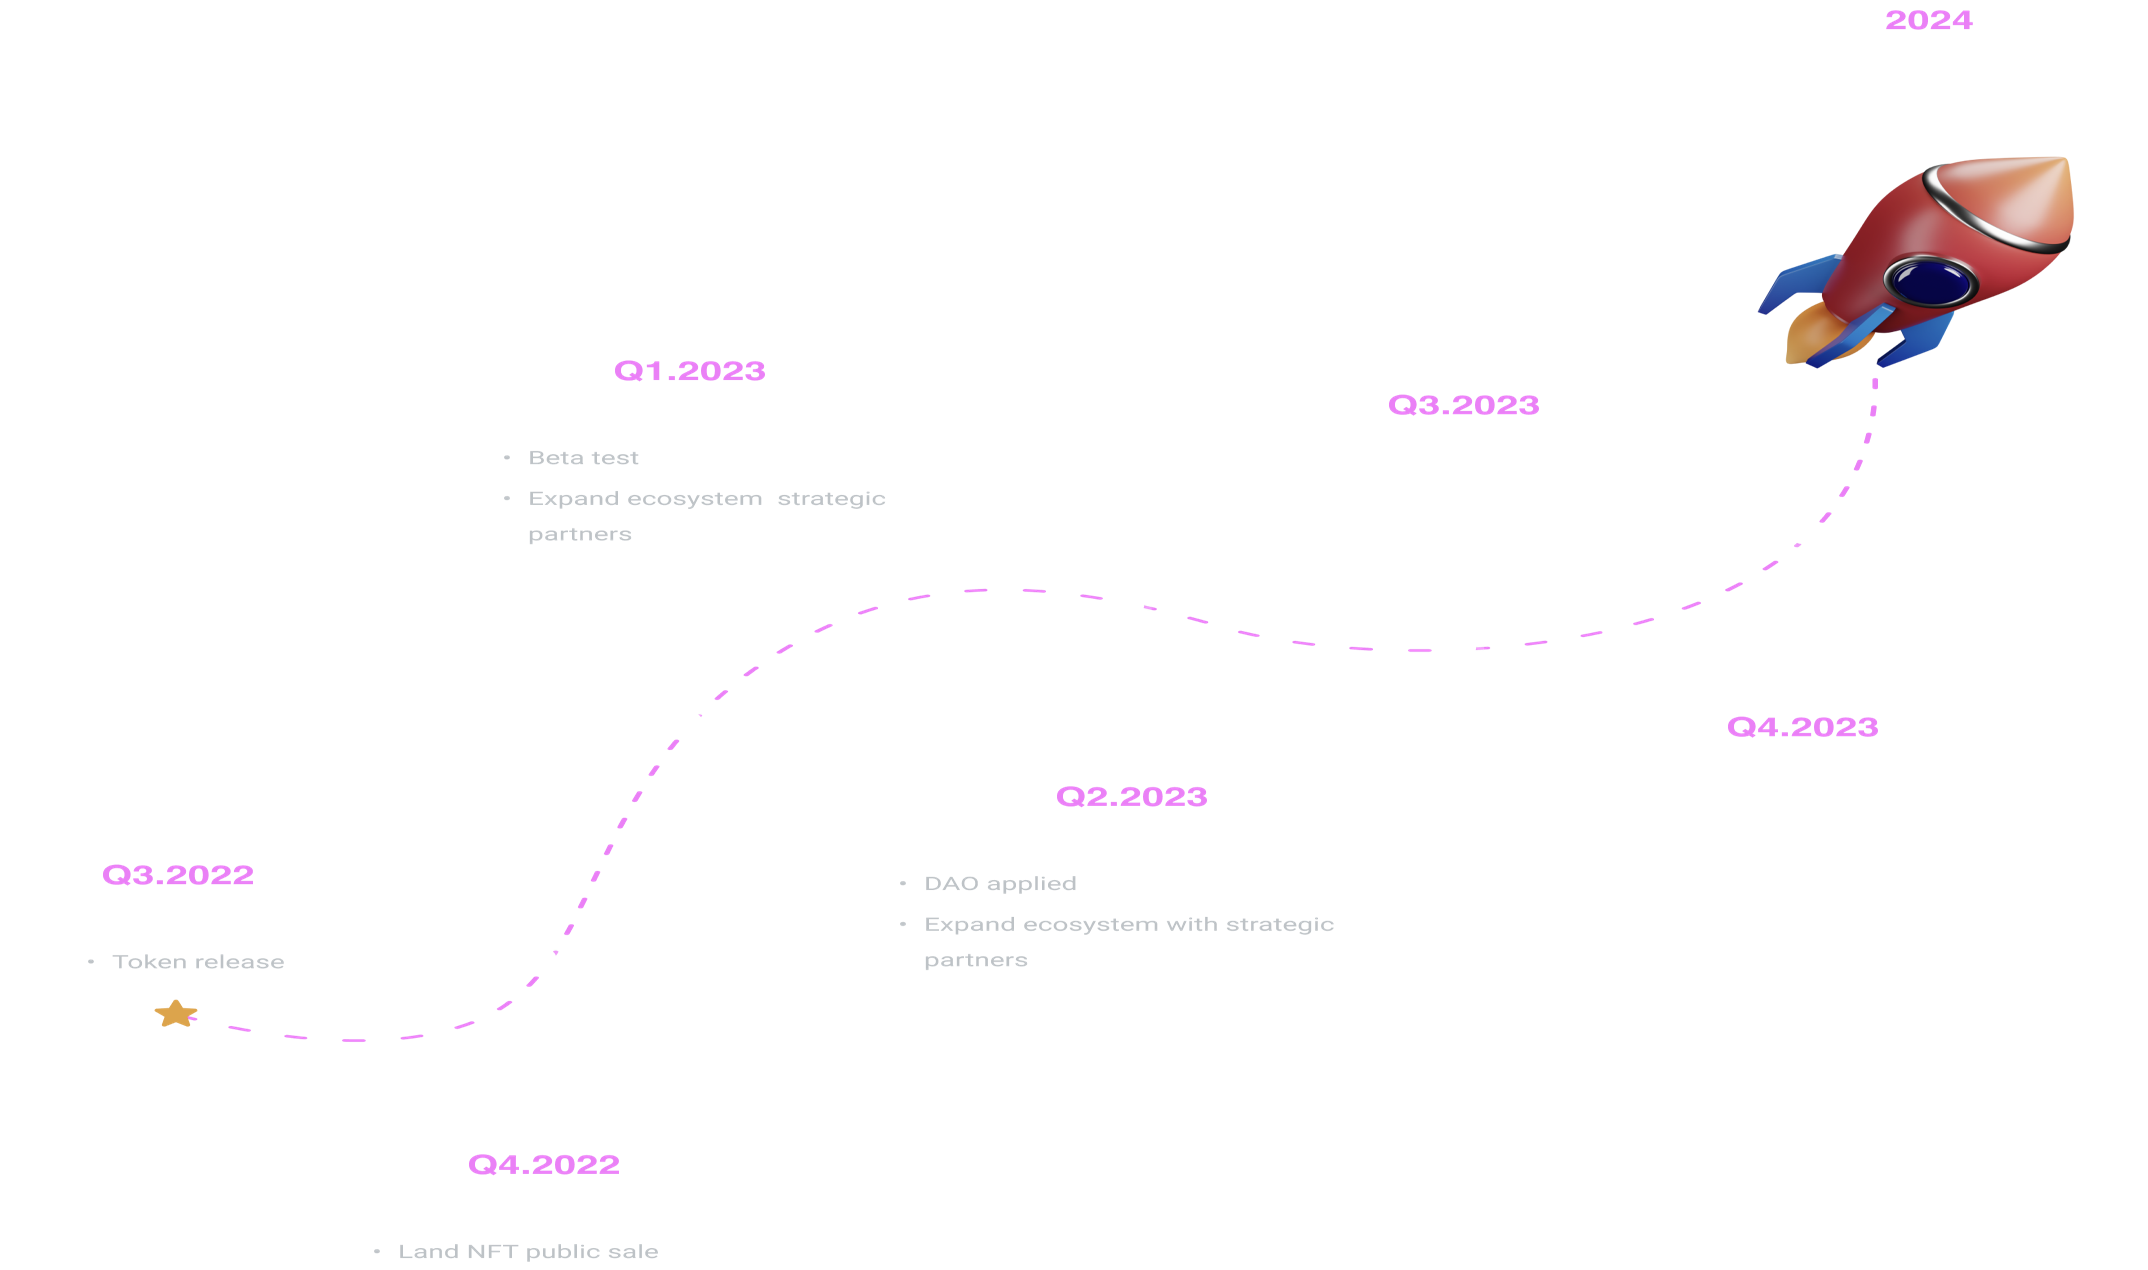 2024
Q1.2023
• Beta test
• Expand ecosystem  strategic
partners
Q3.2023
Q4.2023
Q2.2023
• DAO applied
• Expand ecosystem with strategic
partners
Q3.2022
• Token release
Q4.2022
• Land NFT public sale